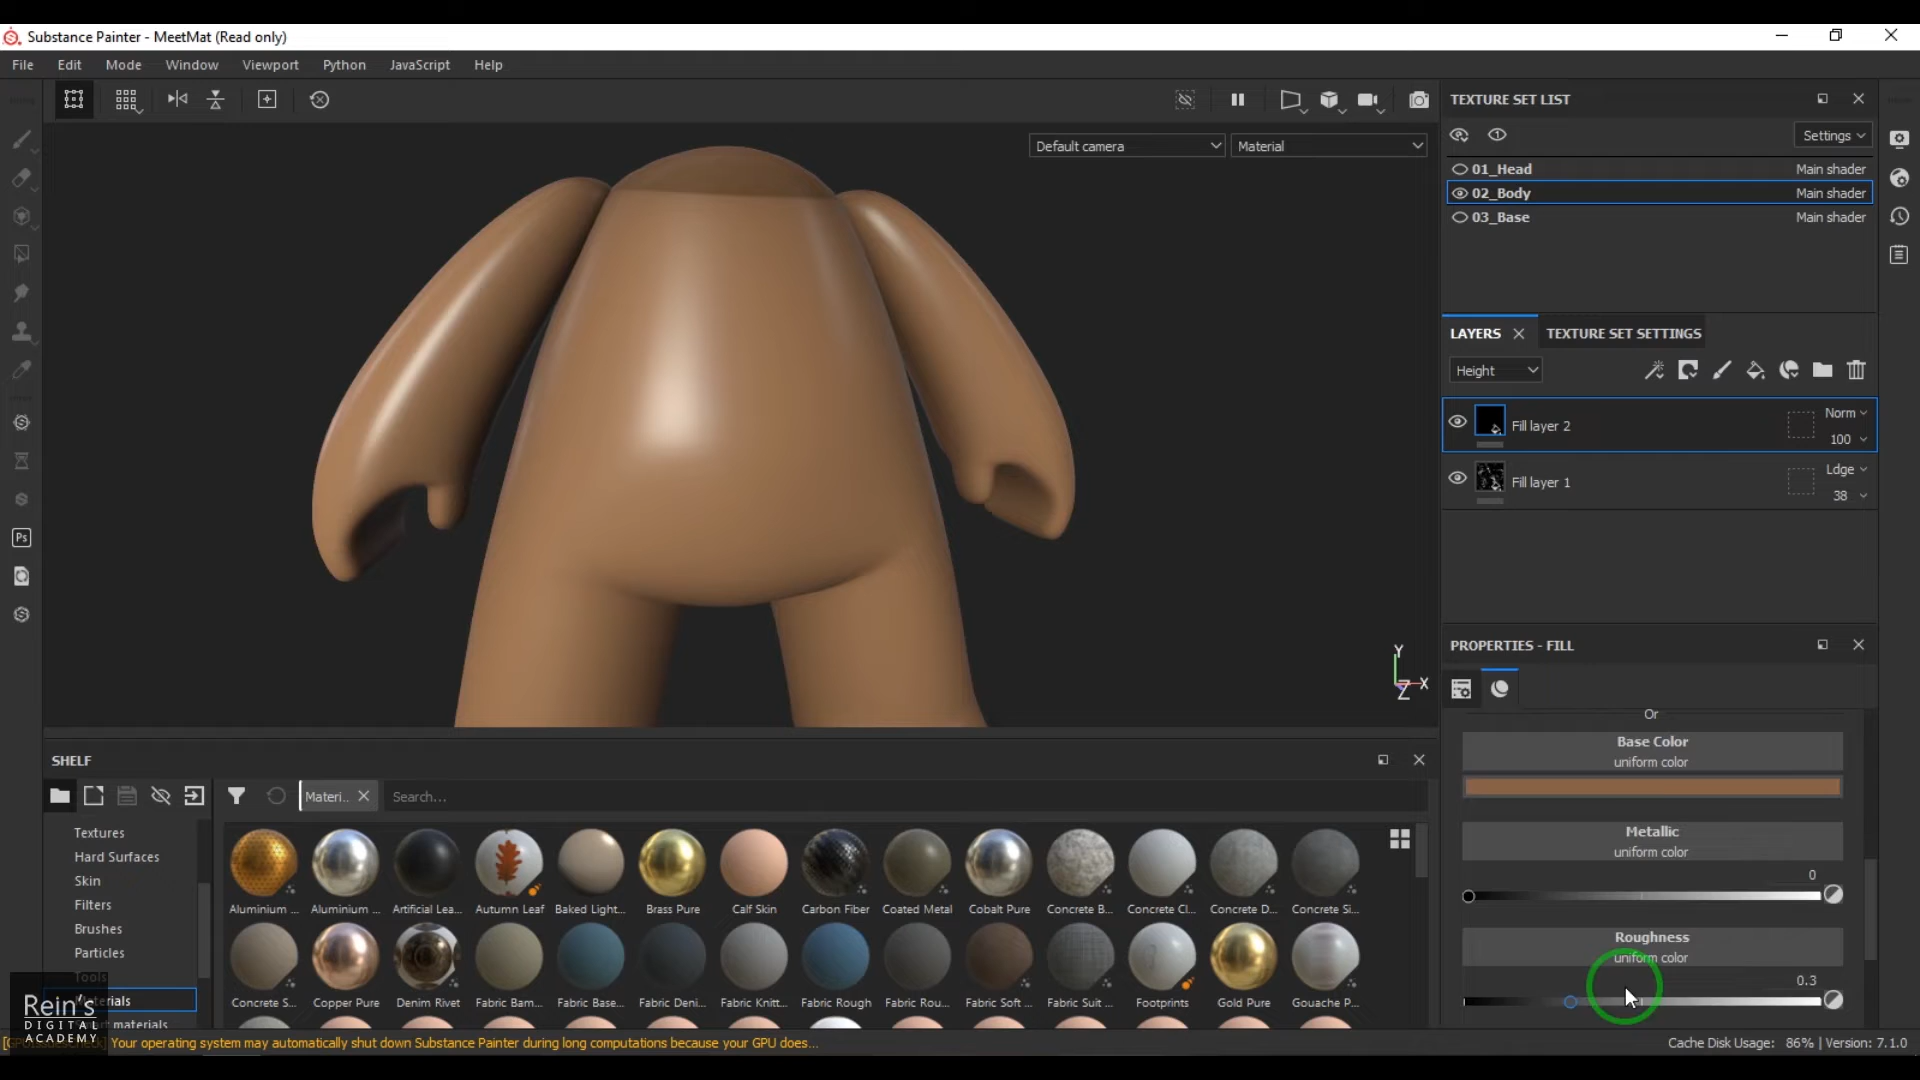 Substance Painter - MeetMat (Read only)
File Edit Mode Window Viewport Python JavaScript Help
Default camera Material
TEXTURE SET LIST
Settings
01_Head Main shader
02_Body Main shader
03_Base Main shader
LAYERS TEXTURE SET SETTINGS
Height
Fill layer 2 Norm 100
Fill layer 1 Ldge 38
Y
X
Z
PROPERTIES - FILL
Or
Base Color
uniform color
Metallic
uniform color
0
Roughness
uniform color
0.3
Ps
SHELF
Materi.. Search...
Textures
Hard Surfaces
Skin
Filters
Brushes
Particles
Tools
Aluminium ... Aluminium ... Artificial Lea... Autumn Leaf Baked Light... Brass Pure Calf Skin Carbon Fiber Coated Metal Cobalt Pure Concrete B... Concrete Cl... Concrete D... Concrete Si...
Concrete S... Copper Pure Denim Rivet Fabric Bam... Fabric Base... Fabric Deni... Fabric Knitt... Fabric Rough Fabric Rou... Fabric Soft ... Fabric Suit ... Footprints Gold Pure Gouache P...
Rein's
DIGITAL
ACADEMY
Your operating system may automatically shut down Substance Painter during long computations because your GPU does...
Cache Disk Usage: 86% | Version: 7.1.0